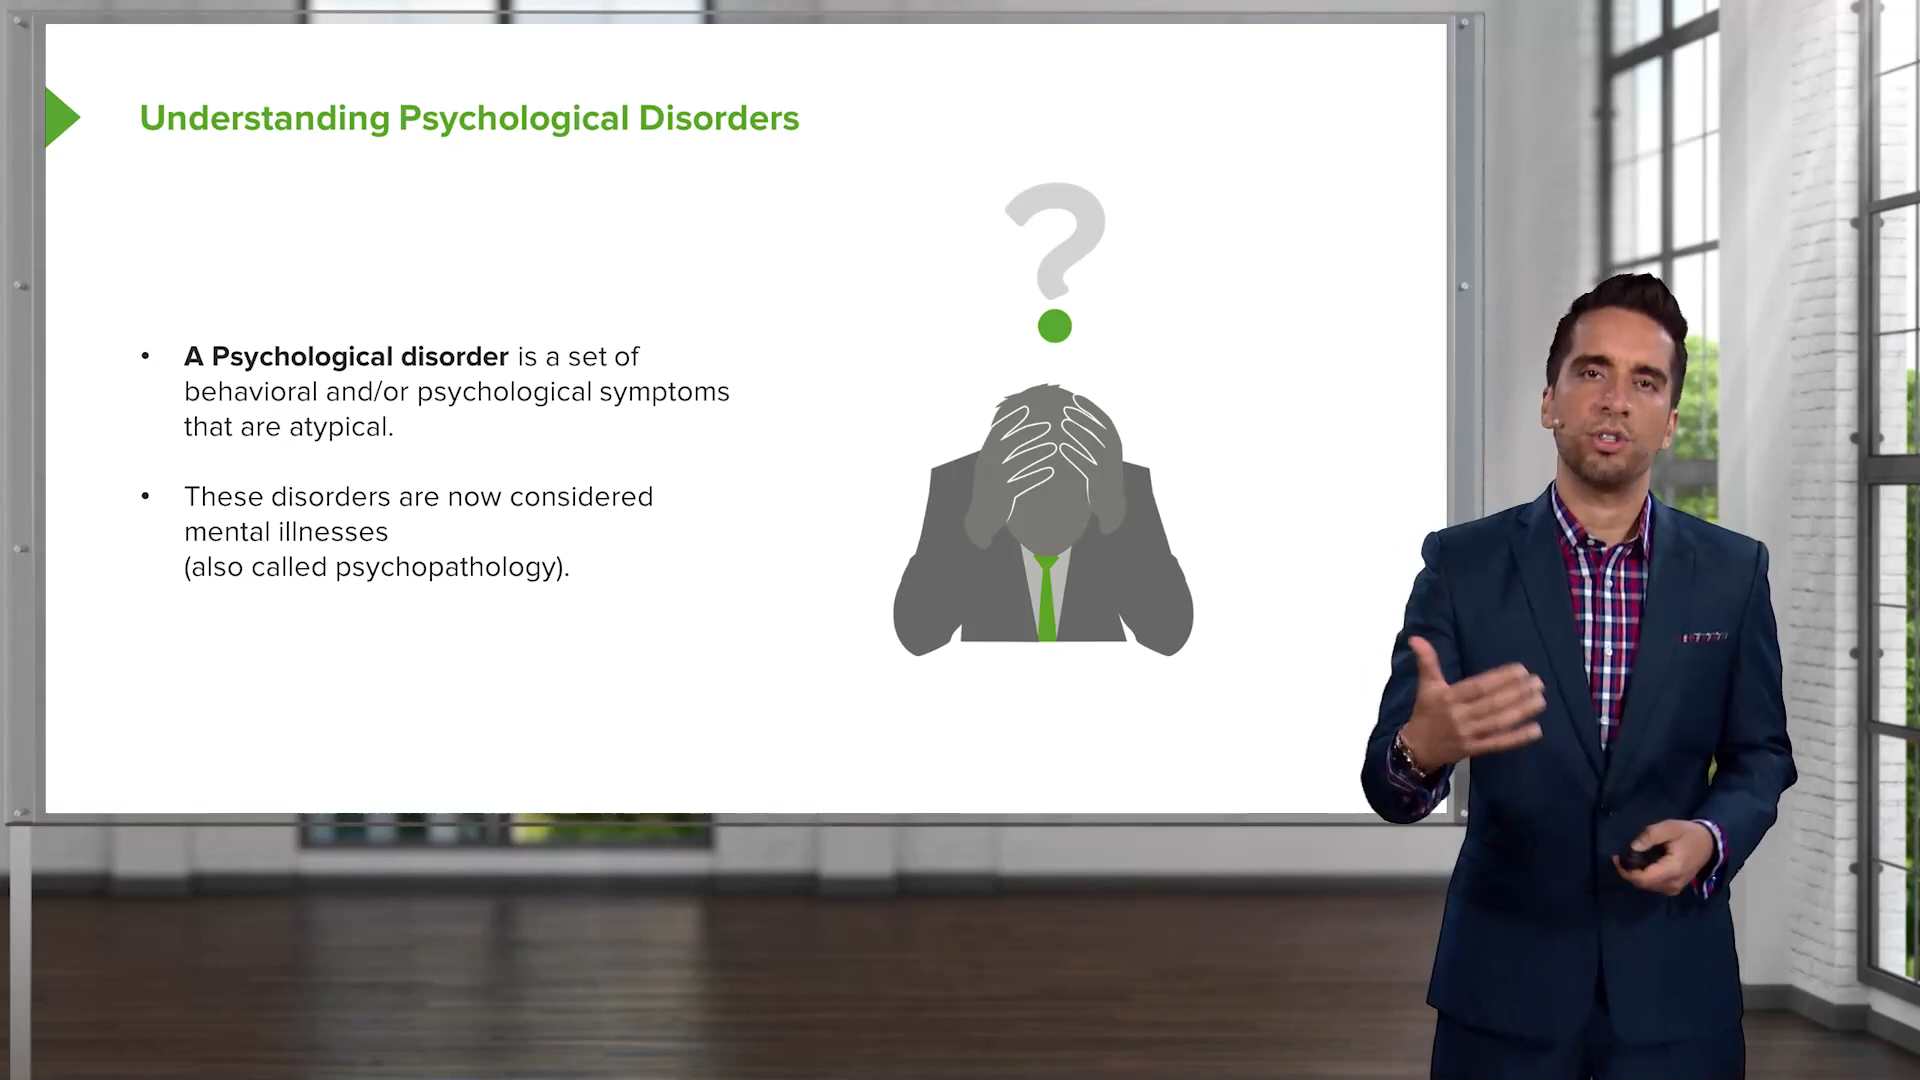 Understanding Psychological Disorders
• A Psychological disorder is a set of
behavioral and/or psychological symptoms
that are atypical.
• These disorders are now considered
mental illnesses
(also called psychopathology).